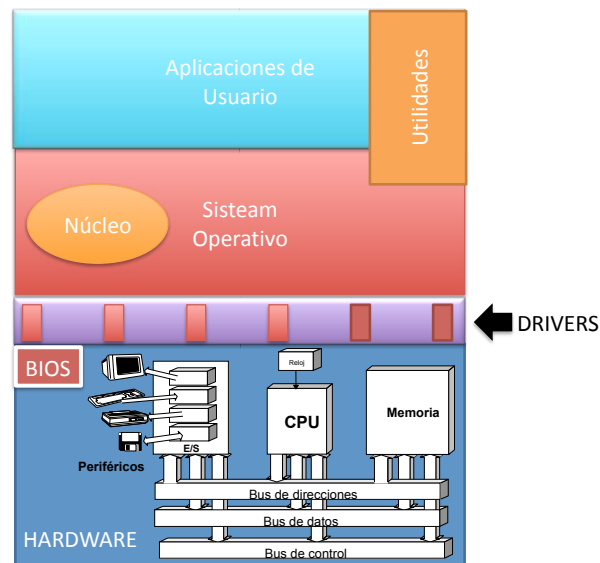 Aplicaciones de
Usuario
Utilidades
Núcleo
Sisteam
Operativo
DRIVERS
BIOS
Reloj
CPU
Memoria
E/S
Periféricos
Bus de direcciones
Bus de datos
Bus de control
HARDWARE